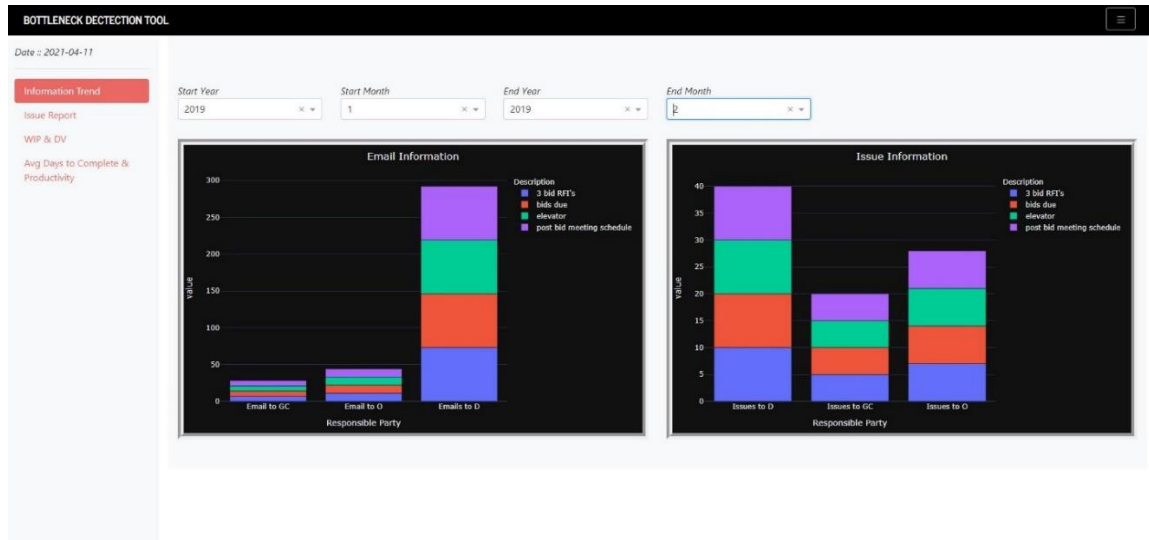 BOTTLENECK DECTECTION TOOL
Date :: 2021-04-11
Information Trend
Issue Report
WIP & DV
Avg Days to Complete &
Productivity
Start Year
Start Month
End Year
End Month
2019
1
2019
2
Email Information
300
250
200
150
100
50
0
value
Email to GC
Email to O
Emails to D
Responsible Party
Description
3 bid RFI's
bids due
elevator
post bid meeting schedule
Issue Information
40
35
30
25
20
15
10
5
0
value
Issues to D
Issues to GC
Issues to O
Responsible Party
Description
3 bid RFI's
bids due
elevator
post bid meeting schedule